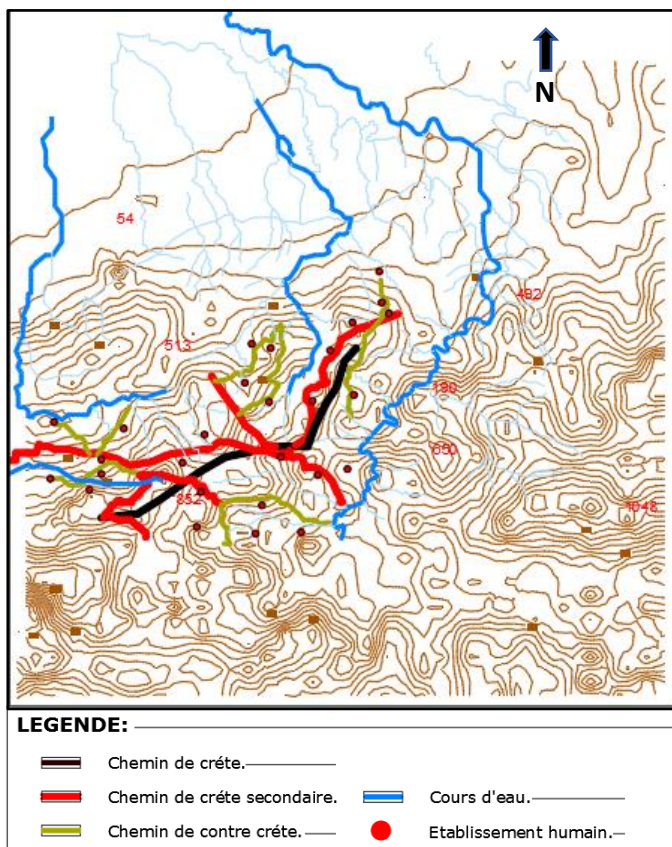 N
54
482
513
190
650
852
1048
LEGENDE:
Chemin de créte.
Chemin de créte secondaire.
Cours d'eau.
Chemin de contre créte.
Etablissement humain.